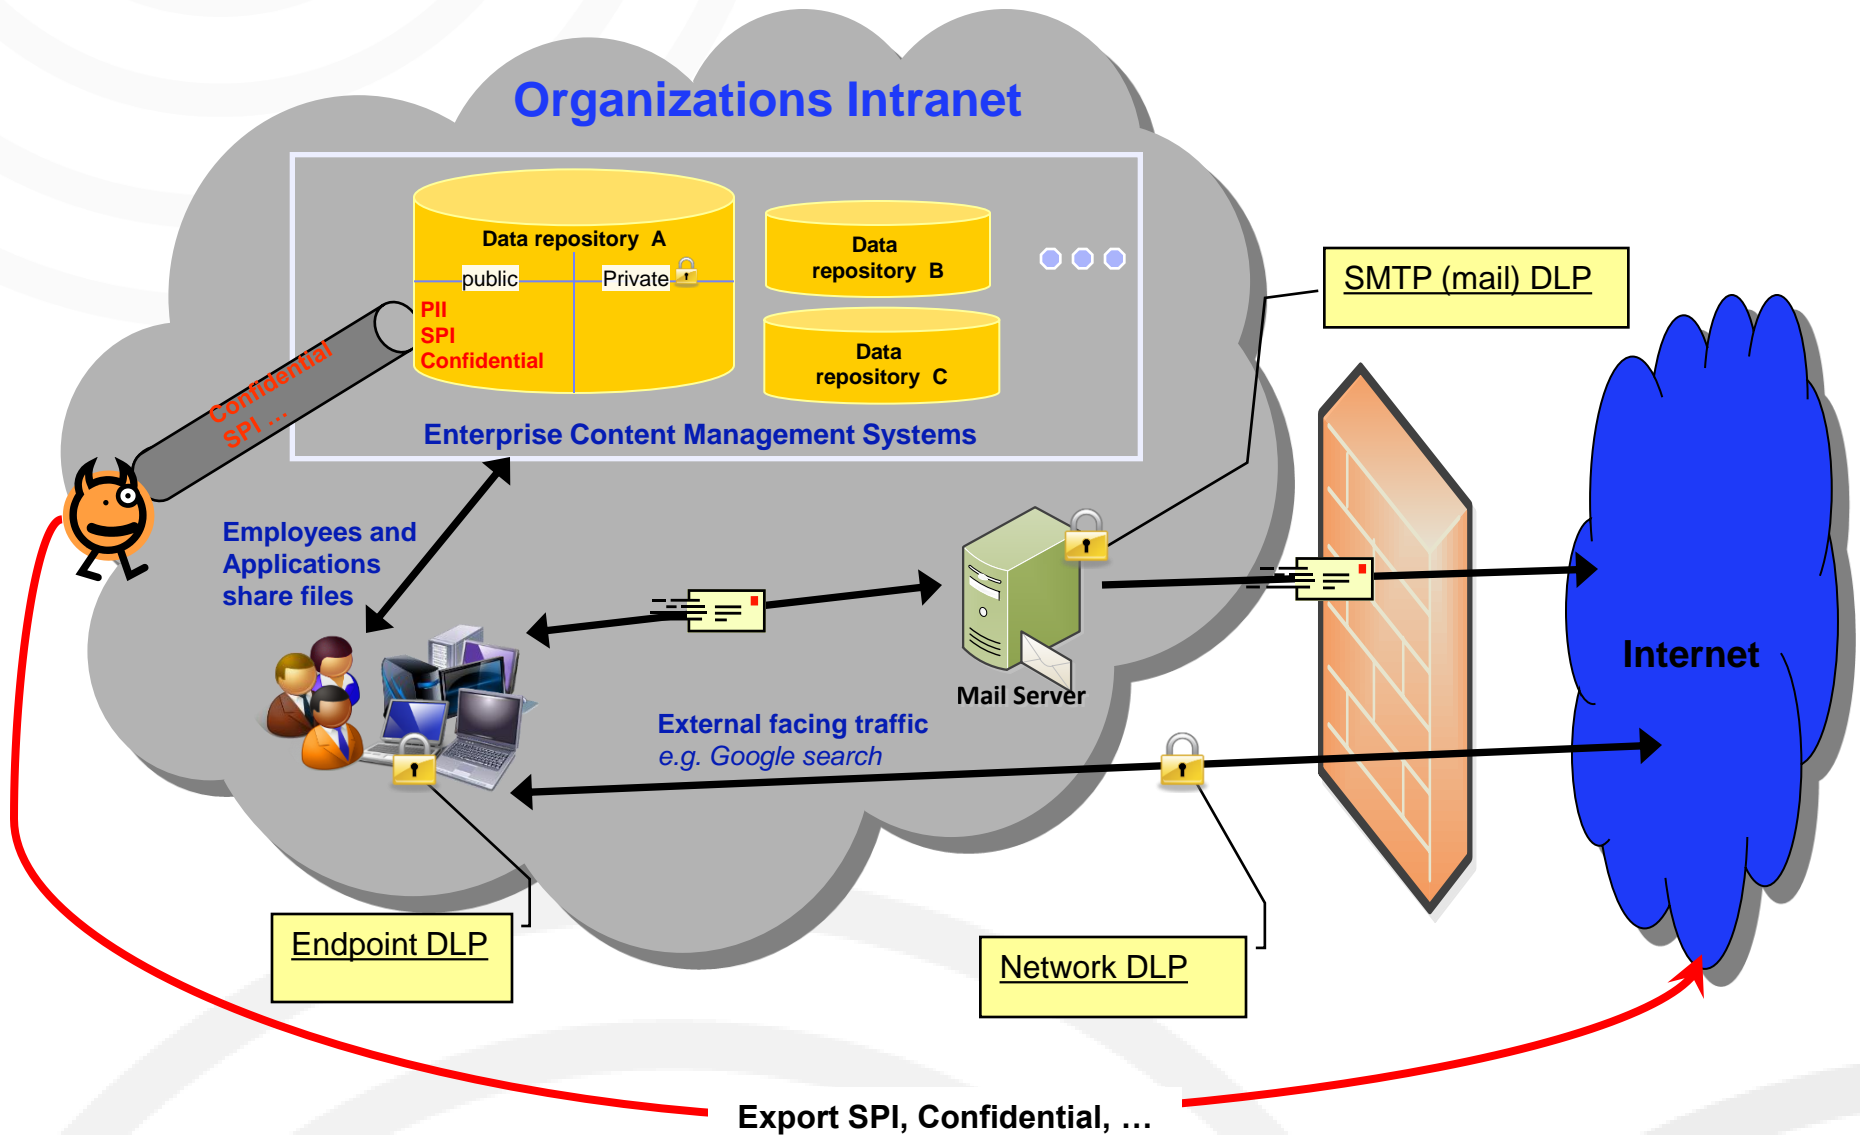 Organizations Intranet
Data repository A
public
Private
PII
SPI
Confidential
Data
repository B
Data
repository C
Enterprise Content Management Systems
Confidential
SPI ...
SMTP (mail) DLP
Employees and
Applications
share files
Mail Server
Internet
External facing traffic
e.g. Google search
Endpoint DLP
Network DLP
Export SPI, Confidential, ...